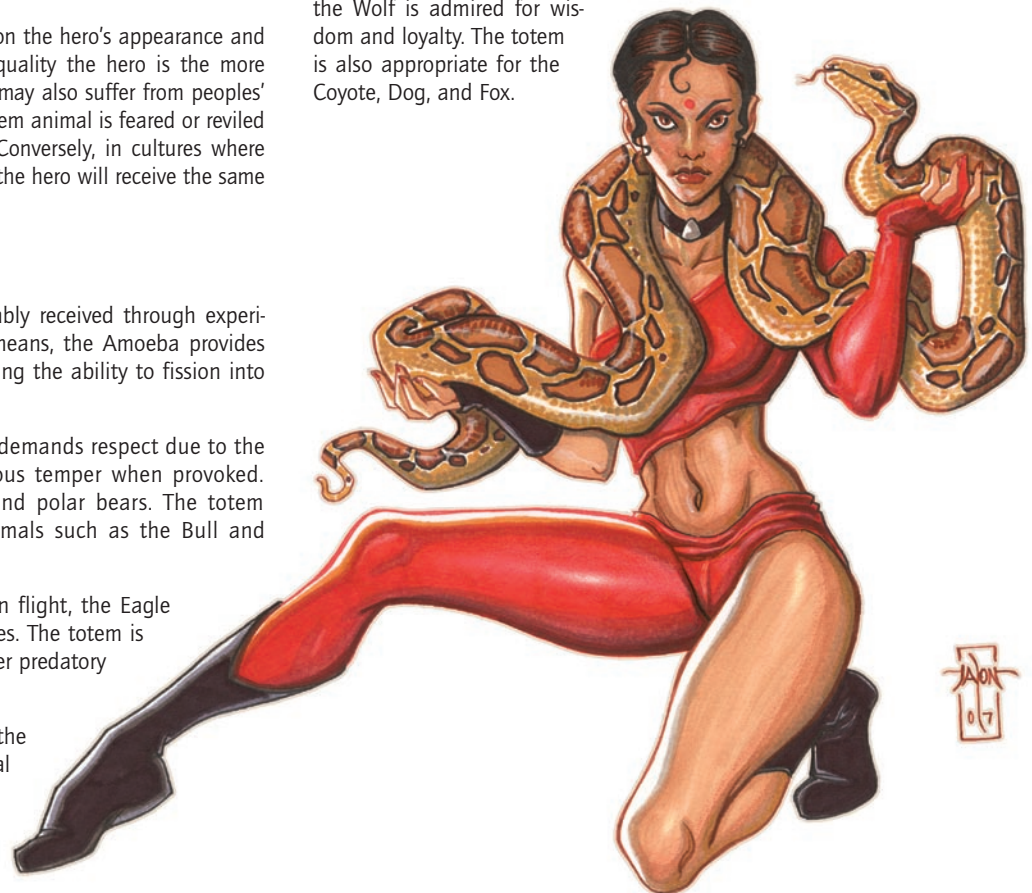 on the hero's appearance and
quality the hero is the more
may also suffer from peoples'
em animal is feared or reviled
Conversely, in cultures where
the hero will receive the same
bly received through experi-
means, the Amoeba provides
ng the ability to fission into
demands respect due to the
ous temper when provoked.
nd polar bears. The totem
mals such as the Bull and
n flight, the Eagle
es. The totem is
er predatory
the
al
the Wolf is admired for wis-
dom and loyalty. The totem
is also appropriate for the
Coyote, Dog, and Fox.
07